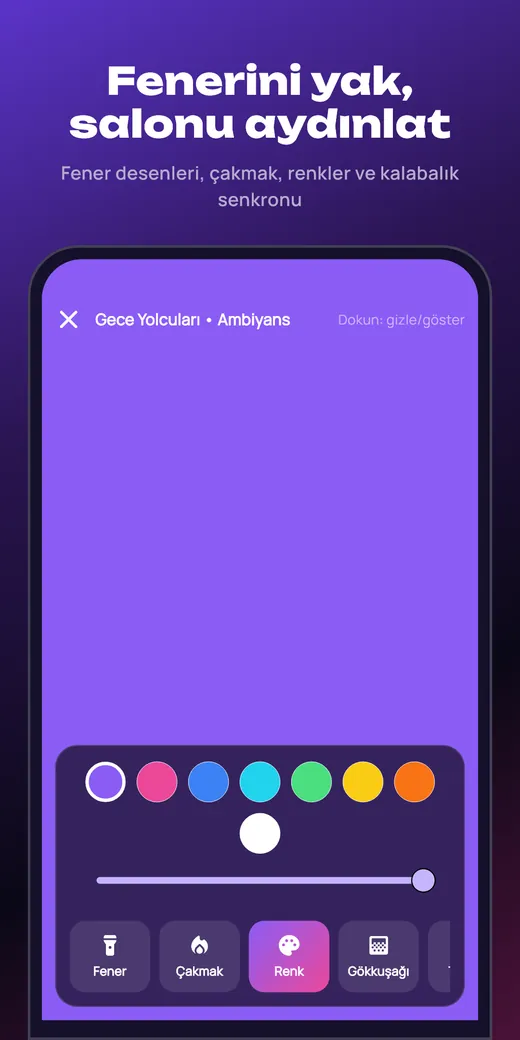 Fenerini yak,
salonu aydınlat
Fener desenleri, çakmak, renkler ve kalabalık
senkronu
Gece Yolcuları • Ambiyans
Dokun: gizle/göster
Fener
Çakmak
Renk
Gökkuşağı